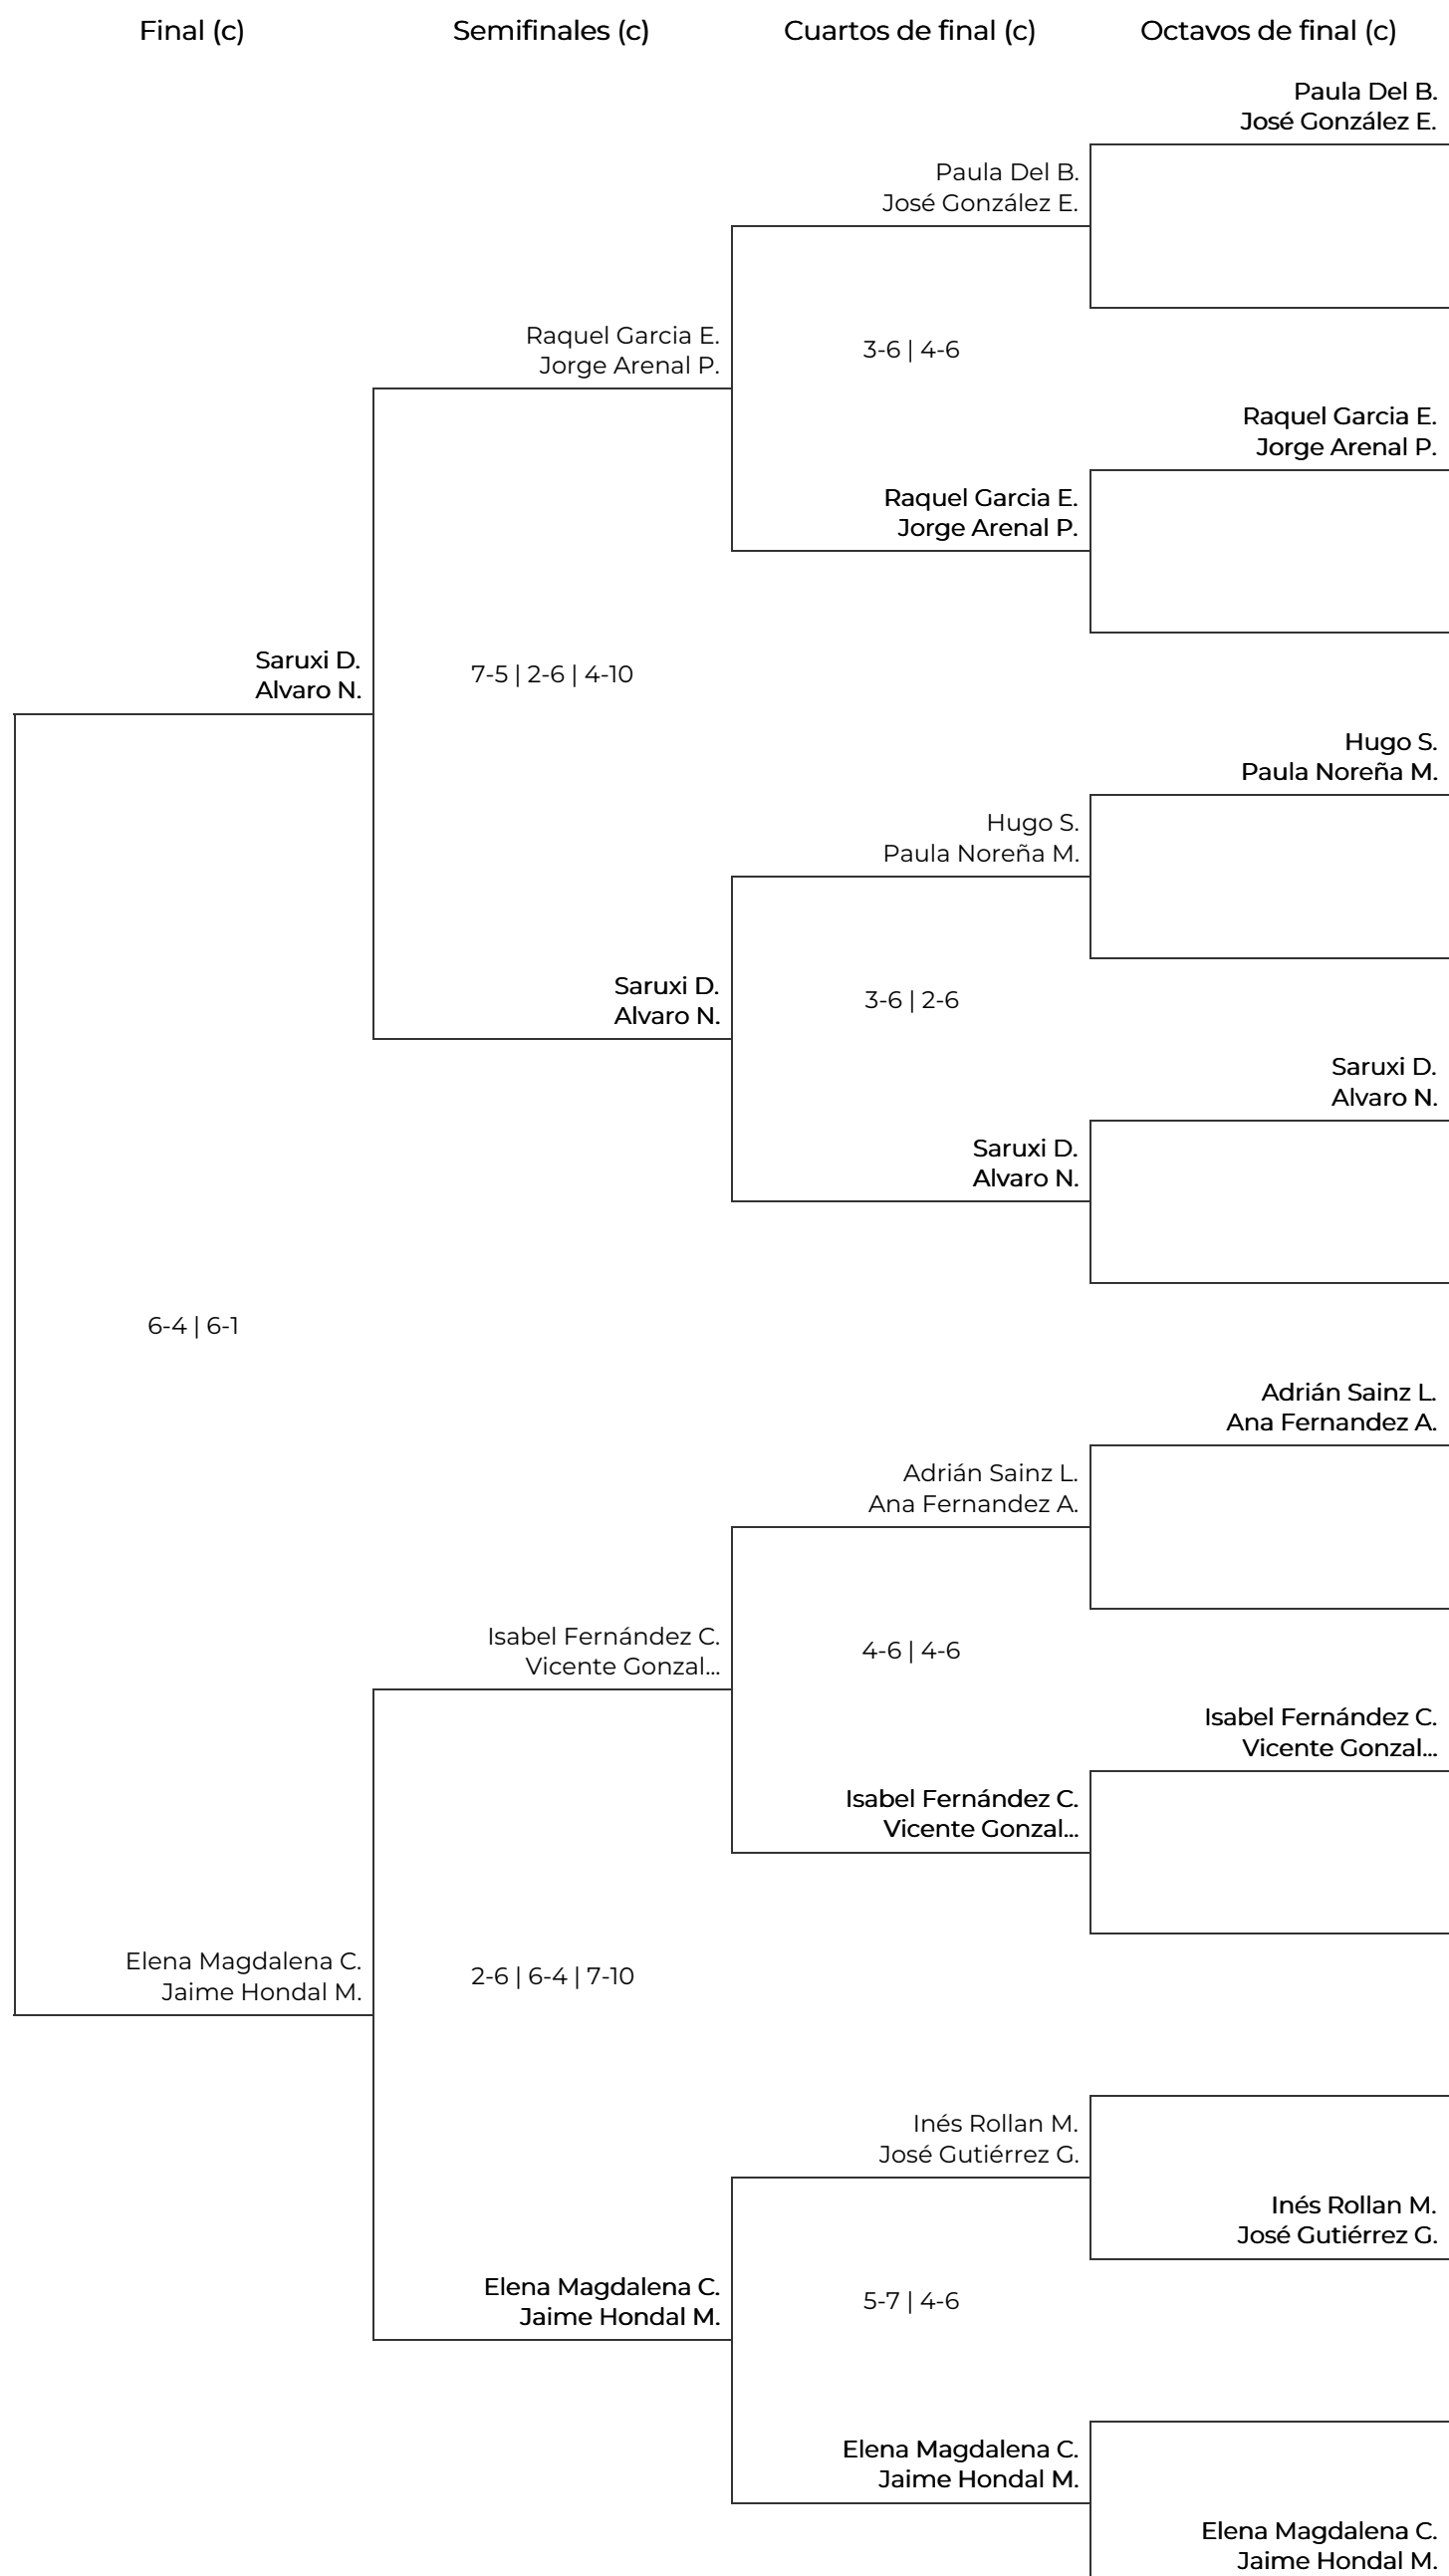 Final (c)
Semifinales (c)
Cuartos de final (c)
Octavos de final (c)
Paula Del B.
José González E.
Paula Del B.
José González E.
Raquel Garcia E.
Jorge Arenal P.
3-6 | 4-6
Raquel Garcia E.
Jorge Arenal P.
Raquel Garcia E.
Jorge Arenal P.
Saruxi D.
Alvaro N.
7-5 | 2-6 | 4-10
Hugo S.
Paula Noreña M.
Hugo S.
Paula Noreña M.
Saruxi D.
Alvaro N.
3-6 | 2-6
Saruxi D.
Alvaro N.
Saruxi D.
Alvaro N.
6-4 | 6-1
Adrián Sainz L.
Ana Fernandez A.
Adrián Sainz L.
Ana Fernandez A.
Isabel Fernández C.
Vicente Gonzal...
4-6 | 4-6
Isabel Fernández C.
Vicente Gonzal...
Isabel Fernández C.
Vicente Gonzal...
Elena Magdalena C.
Jaime Hondal M.
2-6 | 6-4 | 7-10
Inés Rollan M.
José Gutiérrez G.
Inés Rollan M.
José Gutiérrez G.
Elena Magdalena C.
Jaime Hondal M.
5-7 | 4-6
Elena Magdalena C.
Jaime Hondal M.
Elena Magdalena C.
Jaime Hondal M.